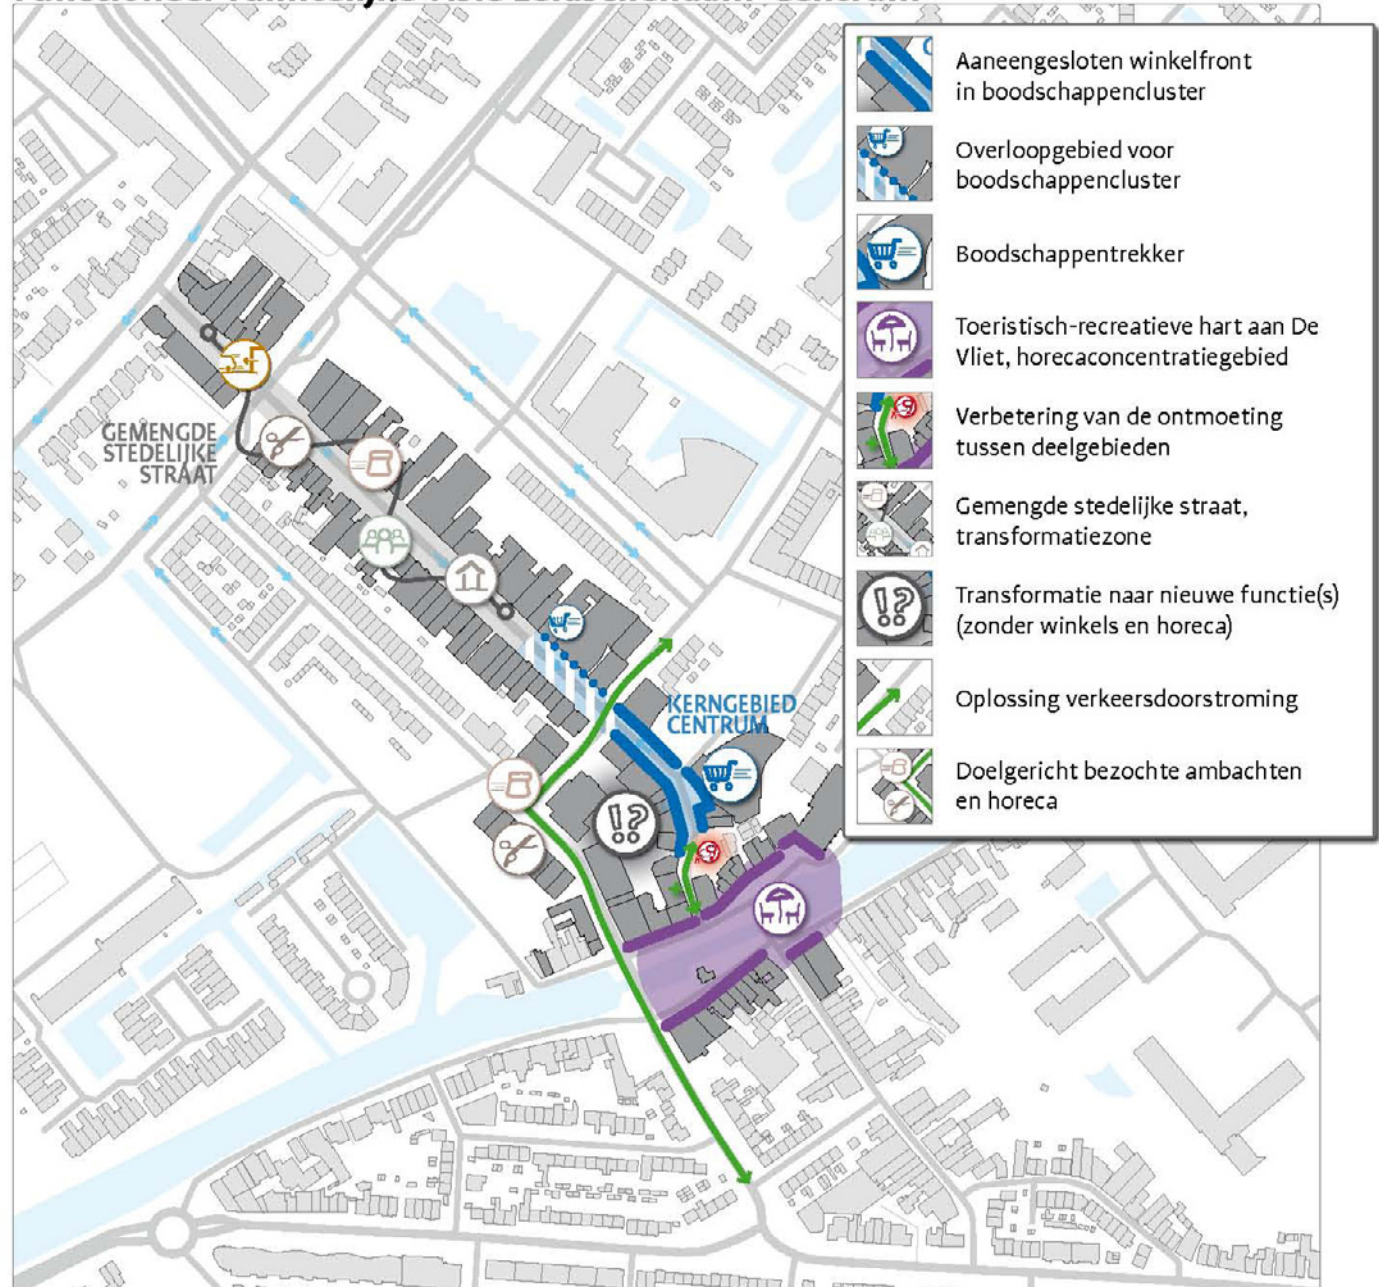 Aaneengesloten winkelfront
in boodschappencluster
Overloopgebied voor
boodschappencluster
Boodschappentrekker
Toeristisch-recreatieve hart aan De
Vliet, horecaconcentratiegebied
Verbetering van de ontmoeting
tussen deelgebieden
Gemengde stedelijke straat,
transformatiezone
Transformatie naar nieuwe functie(s)
(zonder winkels en horeca)
Oplossing verkeersdoorstroming
Doelgericht bezochte ambachten
en horeca
GEMENGDE
STEDELIJKE
STRAAT
KERNGEBIED
CENTRUM
!?